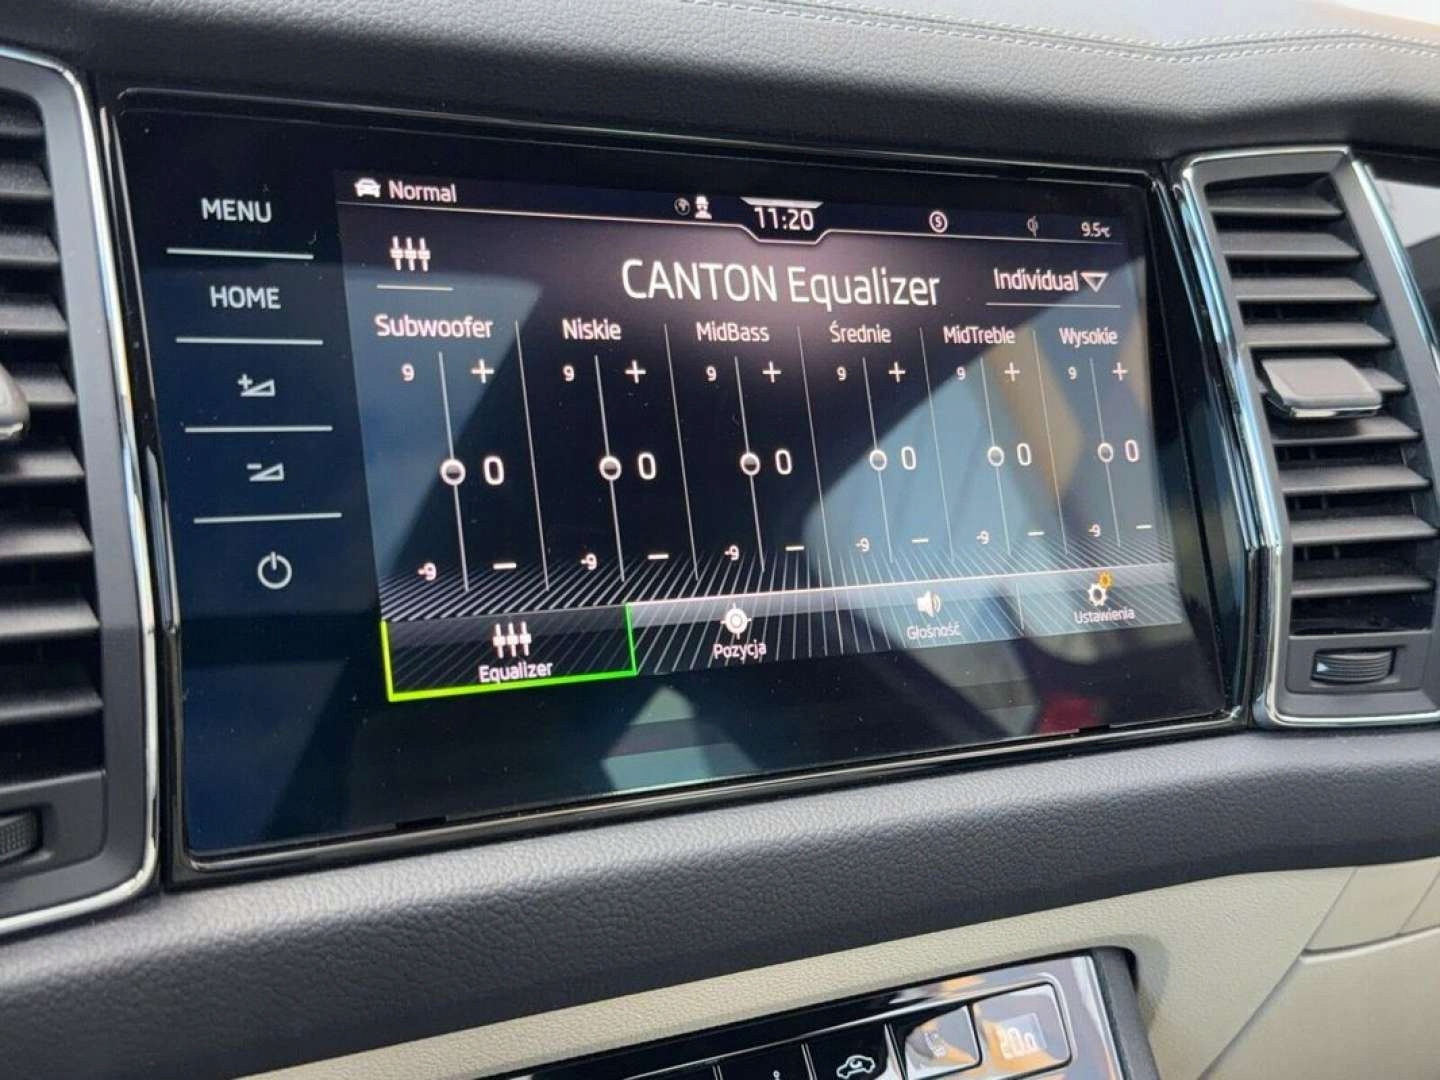 MENU
HOME
Normal
11:20
9.5°C
CANTON Equalizer
Individual
Subwoofer
Niskie
MidBass
Średnie
MidTreble
Wysokie
9 +
9 +
9 +
9 +
9 +
9 +
0
0
0
0
0
0
-9 −
-9 −
-9 −
-9 −
-9 −
-9 −
Equalizer
Pozycja
Głośność
Ustawienia